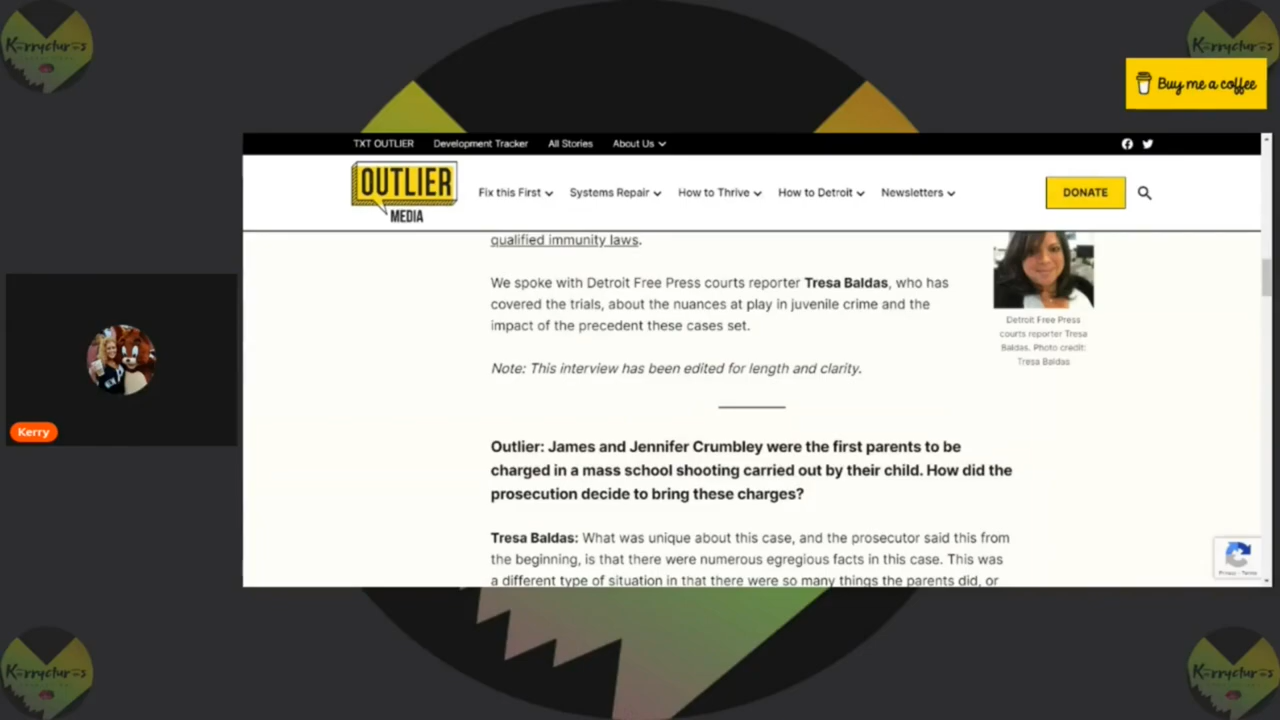 Kerryctures
Kerryctures
Buy me a coffee
TXT OUTLIER Development Tracker All Stories About Us
OUTLIER
MEDIA
Fix this First Systems Repair How to Thrive How to Detroit Newsletters
DONATE
qualified immunity laws.
We spoke with Detroit Free Press courts reporter Tresa Baldas, who has
covered the trials, about the nuances at play in juvenile crime and the
impact of the precedent these cases set.
Detroit Free Press
courts reporter Tresa
Baldas. Photo credit:
Tresa Baldas
Note: This interview has been edited for length and clarity.
Kerry
Outlier: James and Jennifer Crumbley were the first parents to be
charged in a mass school shooting carried out by their child. How did the
prosecution decide to bring these charges?
Tresa Baldas: What was unique about this case, and the prosecutor said this from
the beginning, is that there were numerous egregious facts in this case. This was
a different type of situation in that there were so many things the parents did, or
Privacy - Terms
Kerryctures
Kerryctures